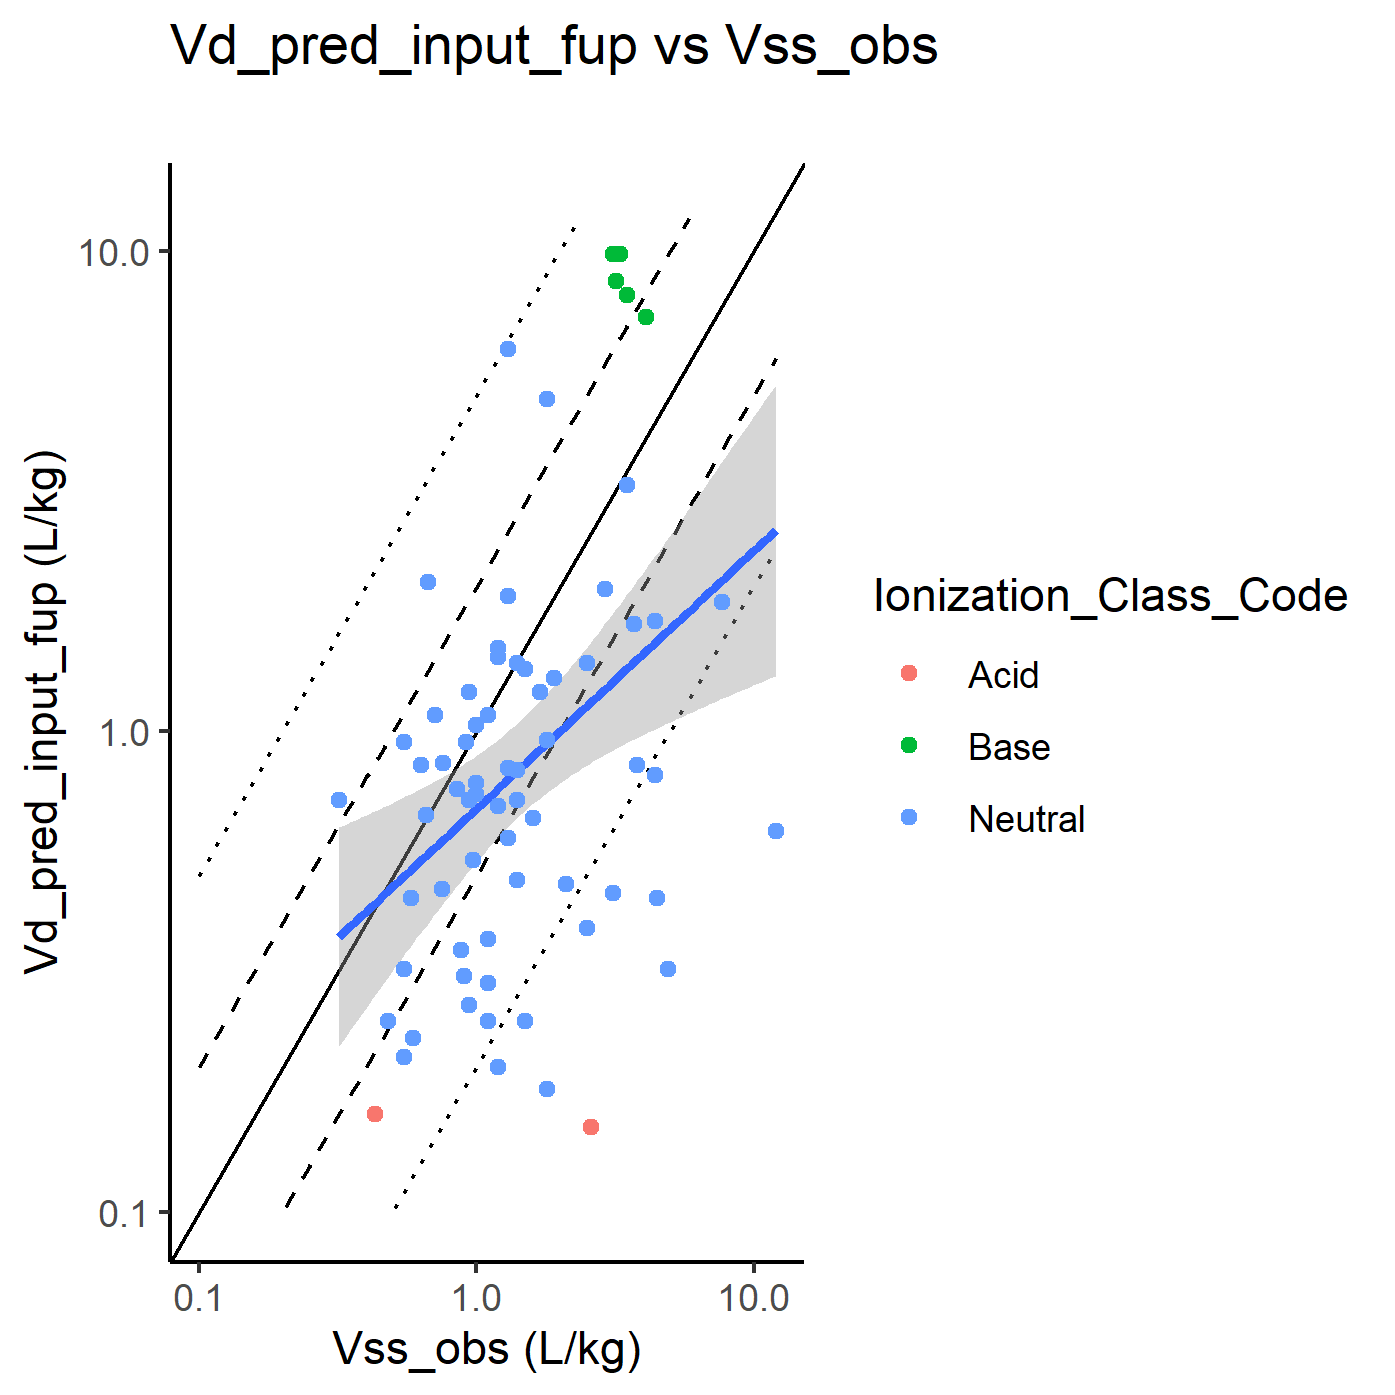 Vd_pred_input_fup vs Vss_obs
10.0
1.0
0.1
Vd_pred_input_fup (L/kg)
0.1
1.0
10.0
Vss_obs (L/kg)
Ionization_Class_Code
Acid
Base
Neutral